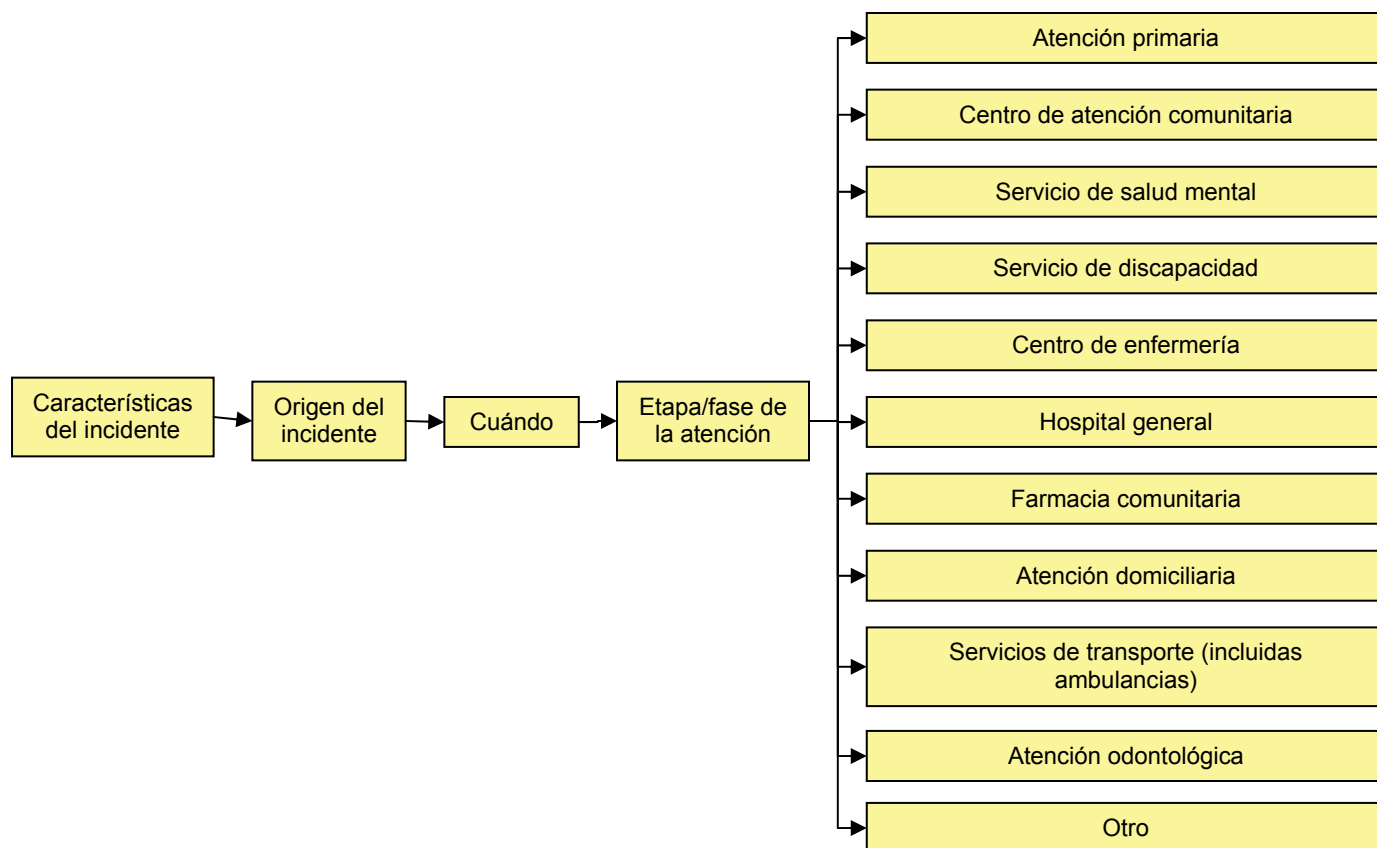 Atención primaria
Centro de atención comunitaria
Servicio de salud mental
Servicio de discapacidad
Centro de enfermería
Características
del incidente
Origen del
incidente
Cuándo
Etapa/fase de
la atención
Hospital general
Farmacia comunitaria
Atención domiciliaria
Servicios de transporte (incluidas
ambulancias)
Atención odontológica
Otro